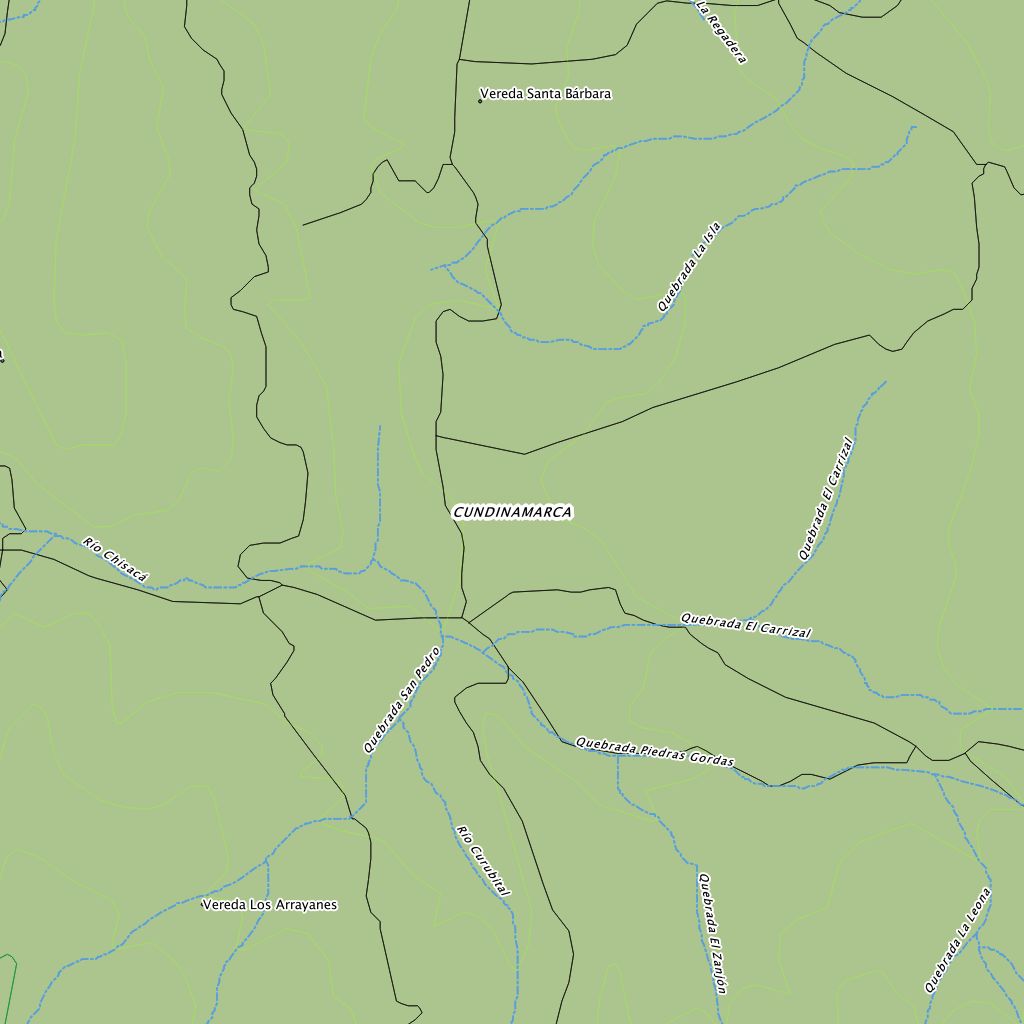 La Regadera
Vereda Santa Bárbara
Quebrada La Isla
Quebrada El Carrizal
CUNDINAMARCA
Río Chisacá
Quebrada El Carrizal
Quebrada San Pedro
Quebrada Piedras Gordas
Río Curubital
Quebrada El Zanjón
Quebrada La Leona
Vereda Los Arrayanes